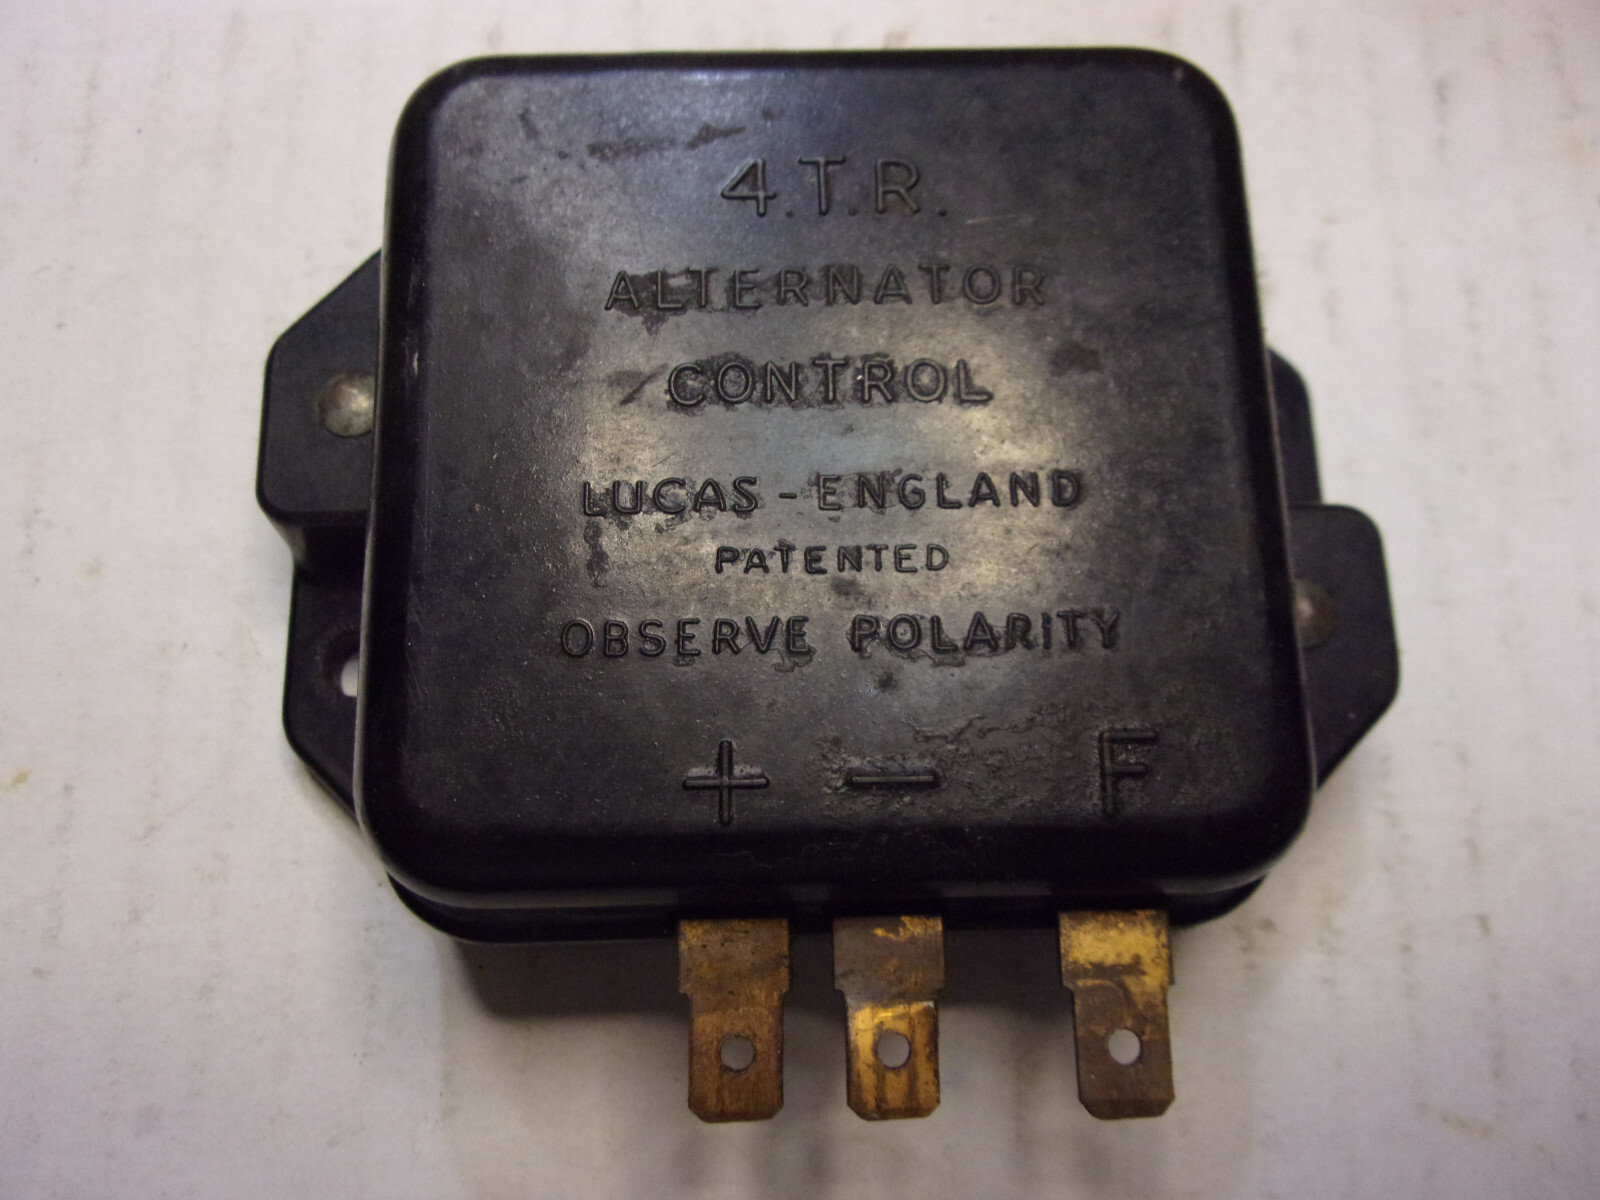 4.T.R.
ALTERNATOR
CONTROL
LUCAS - ENGLAND
PATENTED
OBSERVE POLARITY
+ — F